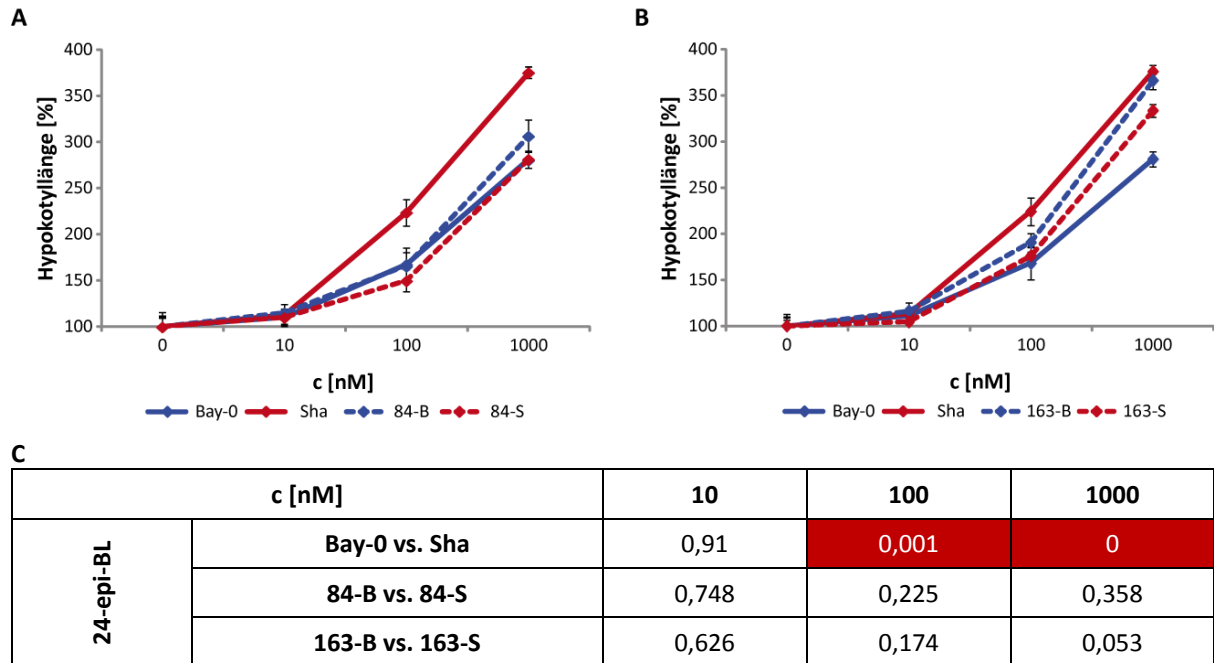 A
B
400
350
300
250
200
150
100
Hypokotyllänge [%]
0 10 100 1000
c [nM]
Bay-0 Sha 84-B 84-S
400
350
300
250
200
150
100
Hypokotyllänge [%]
0 10 100 1000
c [nM]
Bay-0 Sha 163-B 163-S
C
c [nM] 10 100 1000
24-epi-BL
Bay-0 vs. Sha 0,91 0,001 0
84-B vs. 84-S 0,748 0,225 0,358
163-B vs. 163-S 0,626 0,174 0,053